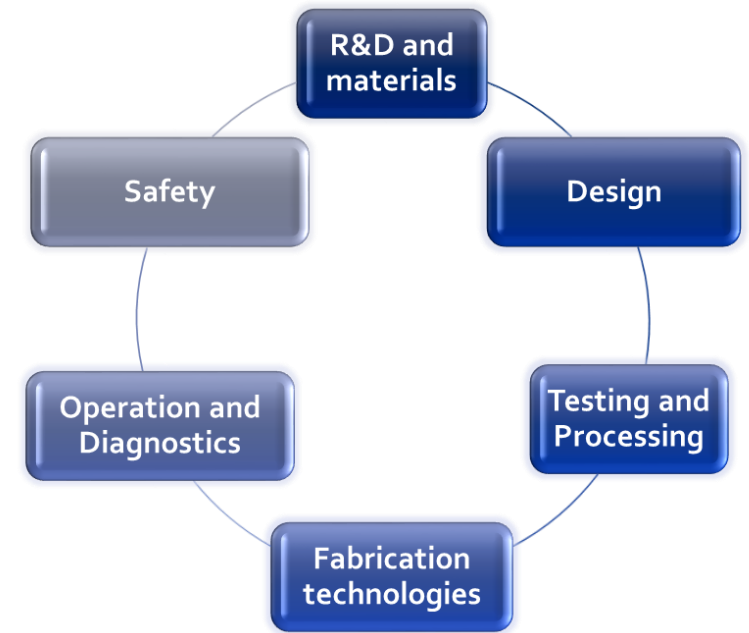 R&D and
materials
Design
Testing and
Processing
Fabrication
technologies
Operation and
Diagnostics
Safety